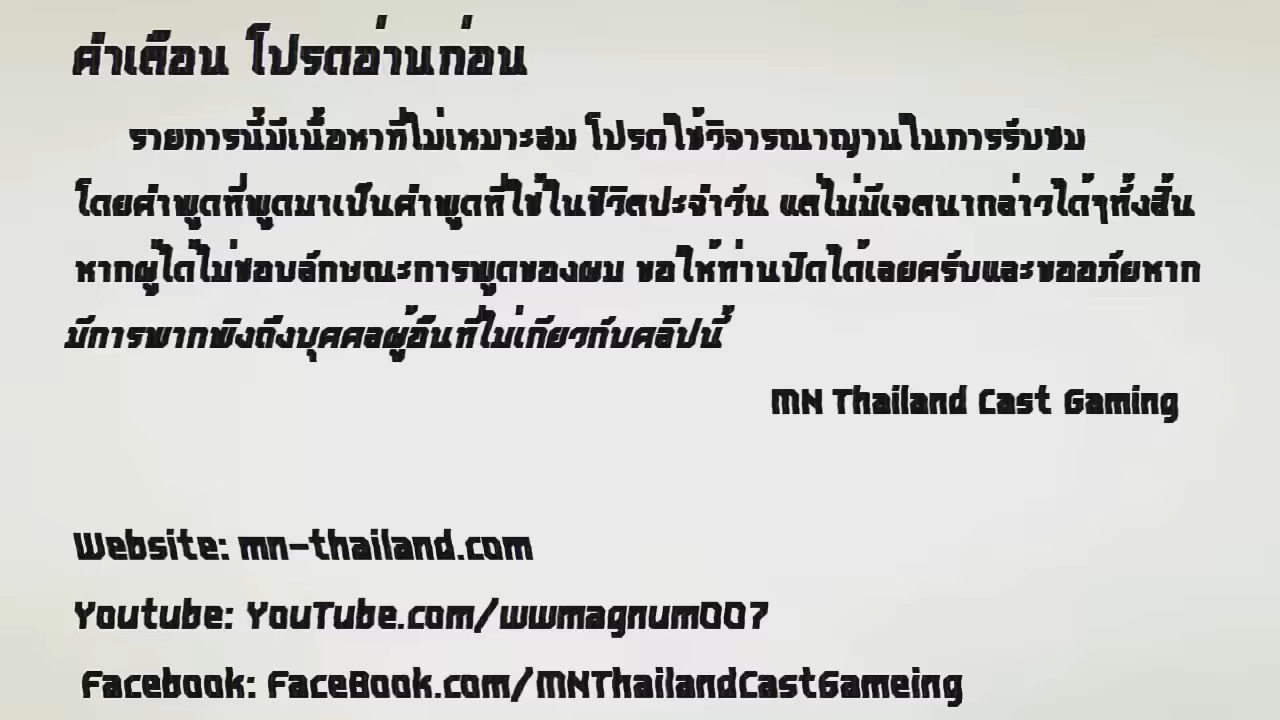 คำเตือน โปรดอ่านก่อน
รายการนี้มีเนื้อหาที่ไม่เหมาะสม โปรดใช้วิจารณาญานในการรับชม
โดยคำพูดที่พูดมาเป็นคำพูดที่ใช้ในชีวิตประจำวัน แต่ไม่มีเจตนากล่าวได้ๆทั้งสิ้น
หากผู้ได้ไม่ชอบลักษณะการพูดของผม ขอให้ท่านปิดได้เลยครับและขออภัยหาก
มีการพากพิงถึงบุคคลผู้อื่นที่ไม่เกี่ยวกับคลิปนี้
MN Thailand Cast Gaming
Website: mn-thailand.com
Youtube: YouTube.com/wwmagnum007
Facebook: FaceBook.com/MNThailandCastGameing